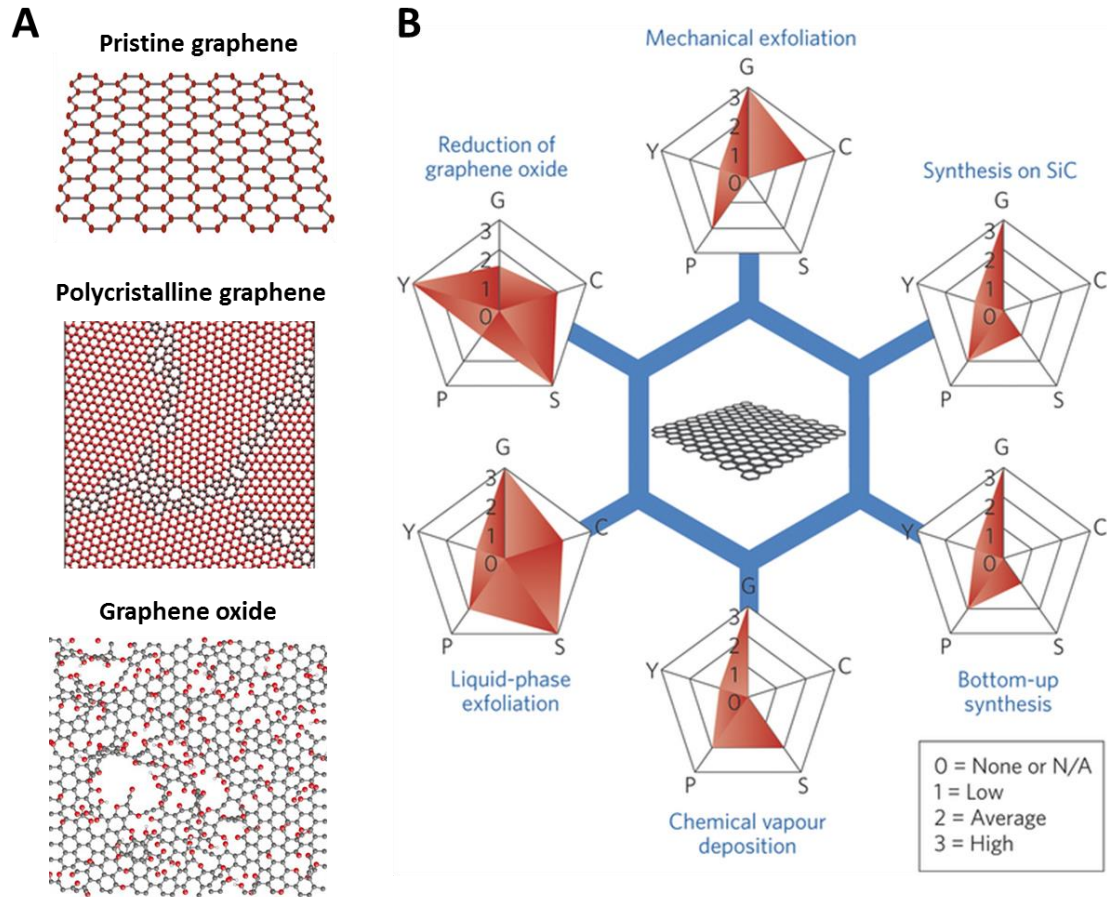 A
Pristine graphene
Polycristalline graphene
Graphene oxide
B
Mechanical exfoliation
G
3
2
1
0
Y
C
P
S
Reduction of
graphene oxide
G
3
2
1
0
Y
C
P
S
Synthesis on SiC
G
3
2
1
0
Y
C
P
S
Liquid-phase
exfoliation
G
3
2
1
0
Y
C
P
S
Bottom-up
synthesis
G
3
2
1
0
Y
C
P
S
Chemical vapour
deposition
G
3
2
1
0
Y
C
P
S
0 = None or N/A
1 = Low
2 = Average
3 = High